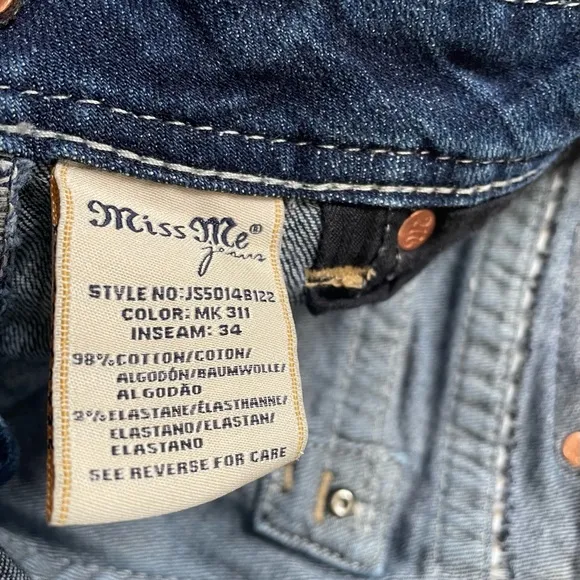 Miss Me®
jeans
STYLE NO:JS5014B122
COLOR: MK 311
INSEAM: 34
98%COTTON/COTON/
ALGODÓN/BAUMWOLLE/
ALGODÃO
2%ELASTANE/ÉLASTHANNE/
ELASTANO/ELASTAN/
ELASTANO
SEE REVERSE FOR CARE